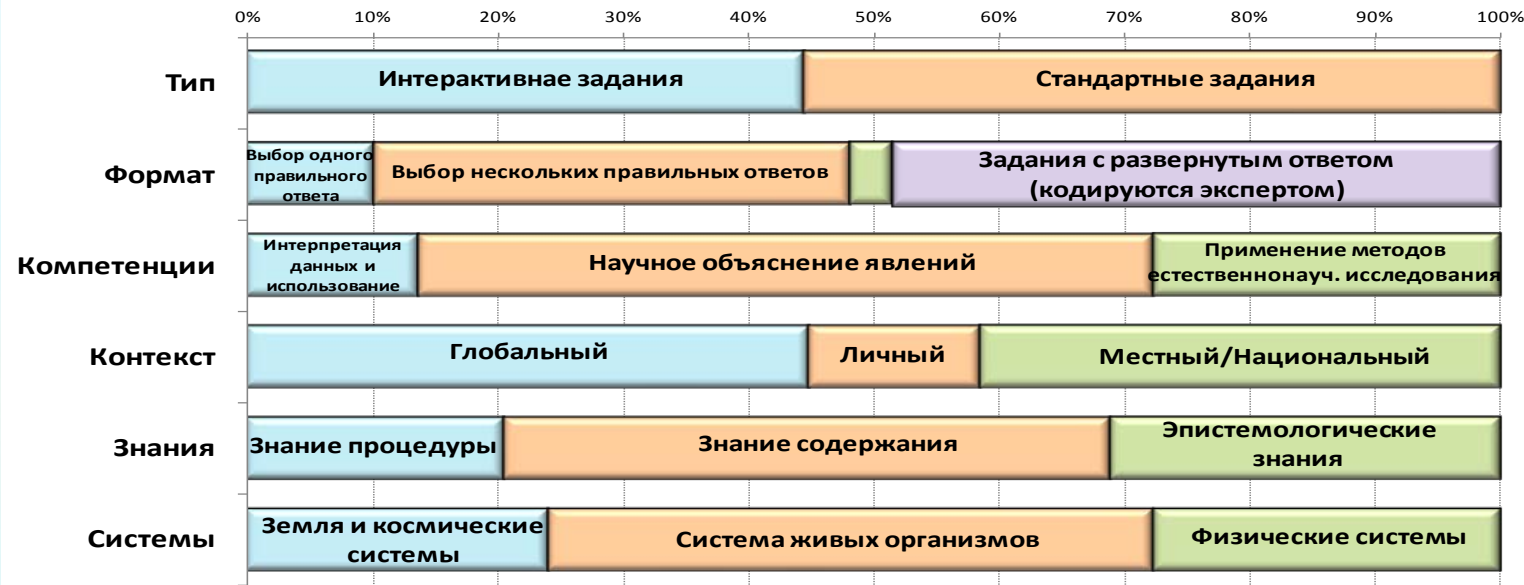 0% 10% 20% 30% 40% 50% 60% 70% 80% 90% 100%
Тип
Интерактивнае задания
Стандартные задания
Формат
Выбор одного
правильного
ответа
Выбор нескольких правильных ответов
Задания с развернутым ответом
(кодируются экспертом)
Компетенции
Интерпретация
данных и
использование
Научное объяснение явлений
Применение методов
естественнонауч. исследования
Контекст
Глобальный
Личный
Местный/Национальный
Знания
Знание процедуры
Знание содержания
Эпистемологические
знания
Системы
Земля и космические
системы
Система живых организмов
Физические системы